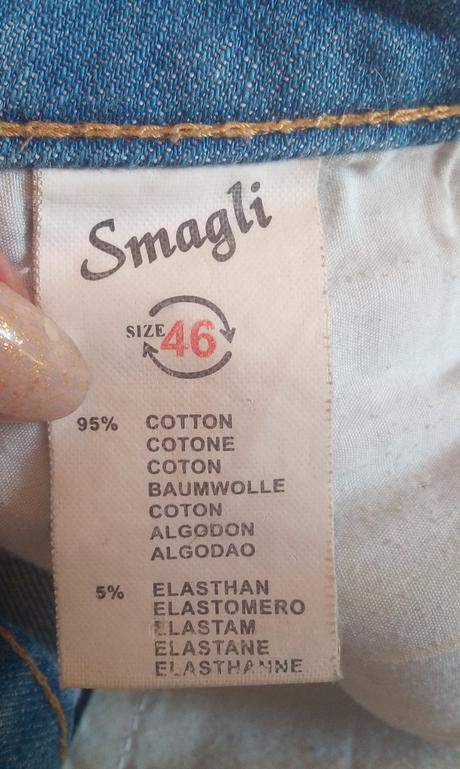 Smagli
SIZE 46
95% COTTON
COTONE
COTON
BAUMWOLLE
COTON
ALGODON
ALGODAO
5% ELASTHAN
ELASTOMERO
ELASTAM
ELASTANE
ELASTHANNE